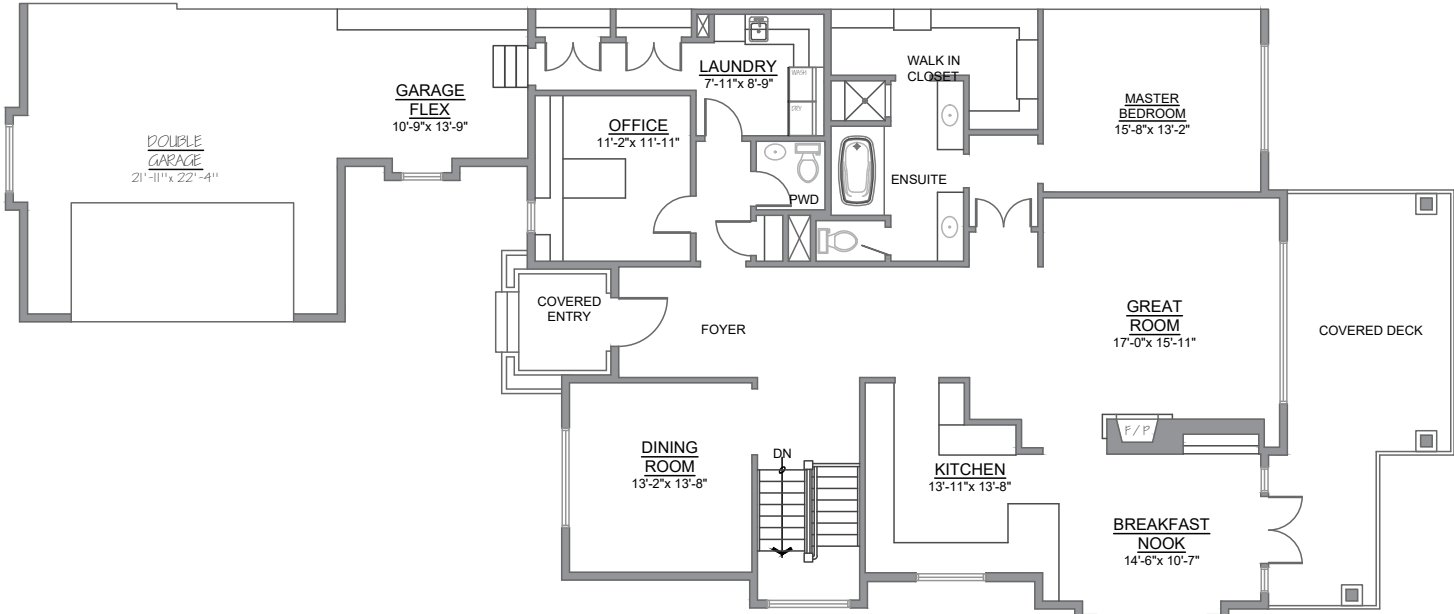 GARAGE
FLEX
10'-9"x 13'-9"
DOUBLE
GARAGE
21'-11"x 22'-4"
LAUNDRY
7'-11"x 8'-9"
WASH
DRY
OFFICE
11'-2"x 11'-11"
PWD
WALK IN
CLOSET
ENSUITE
MASTER
BEDROOM
15'-8"x 13'-2"
COVERED
ENTRY
FOYER
GREAT
ROOM
17'-0"x 15'-11"
COVERED DECK
DINING
ROOM
13'-2"x 13'-8"
DN
KITCHEN
13'-11"x 13'-8"
F/P
BREAKFAST
NOOK
14'-6"x 10'-7"